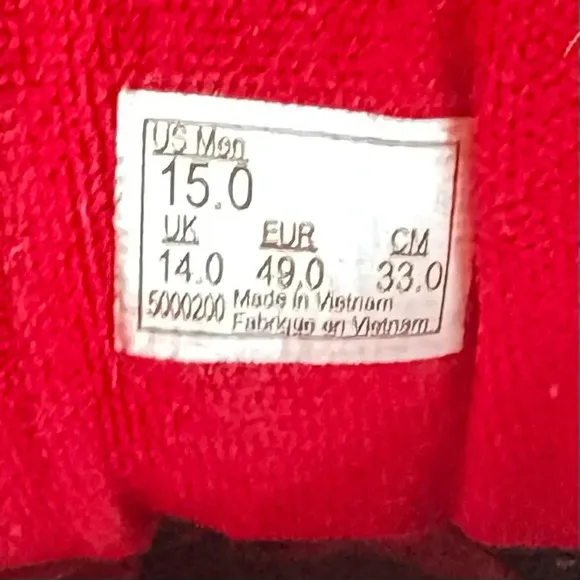 US Men
15.0
UK EUR CM
14.0 49.0 33.0
5000200 Made in Vietnam
Fabriqué en Vietnam